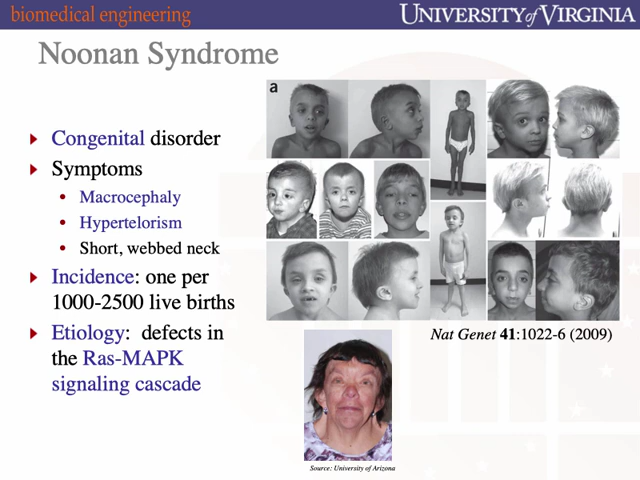 biomedical engineering
UNIVERSITY of VIRGINIA
Noonan Syndrome
a
Congenital disorder
Symptoms
• Macrocephaly
• Hypertelorism
• Short, webbed neck
Incidence: one per
1000-2500 live births
Etiology: defects in
the Ras-MAPK
signaling cascade
Nat Genet 41:1022-6 (2009)
Source: University of Arizona